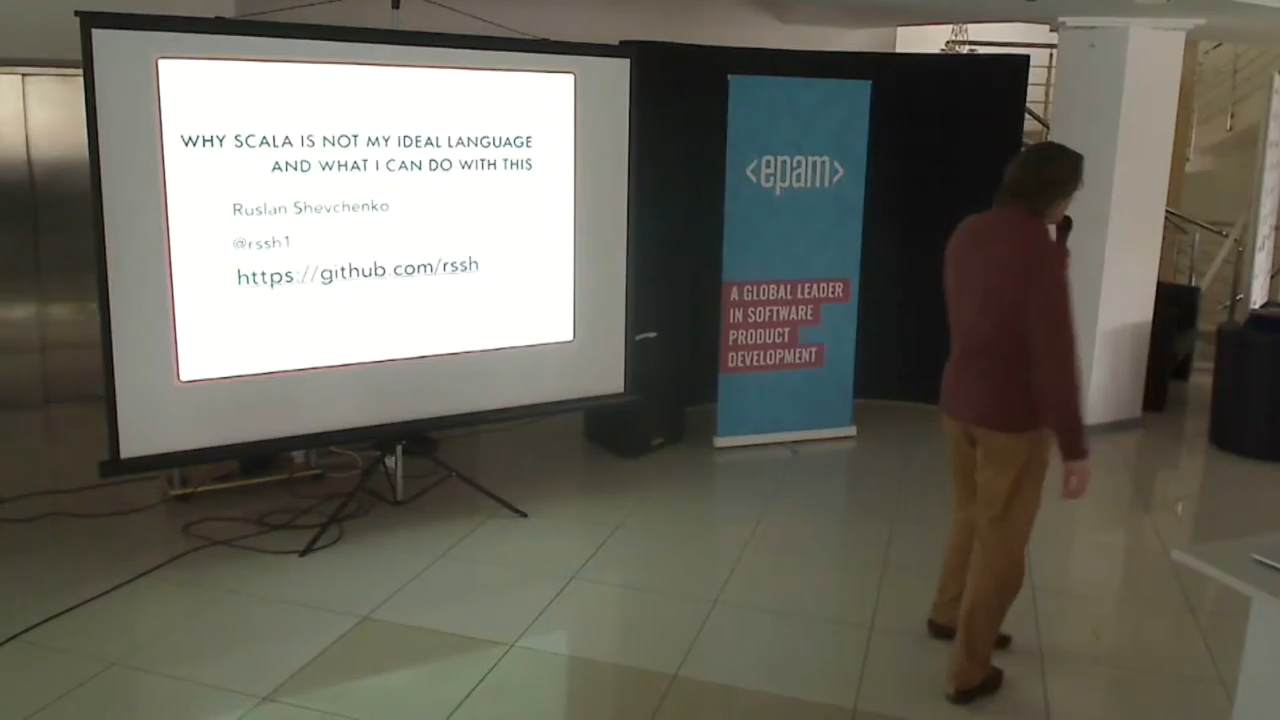 WHY SCALA IS NOT MY IDEAL LANGUAGE
AND WHAT I CAN DO WITH THIS
Ruslan Shevchenko
@rssh1
https://github.com/rssh
<epam>
A GLOBAL LEADER
IN SOFTWARE
PRODUCT
DEVELOPMENT